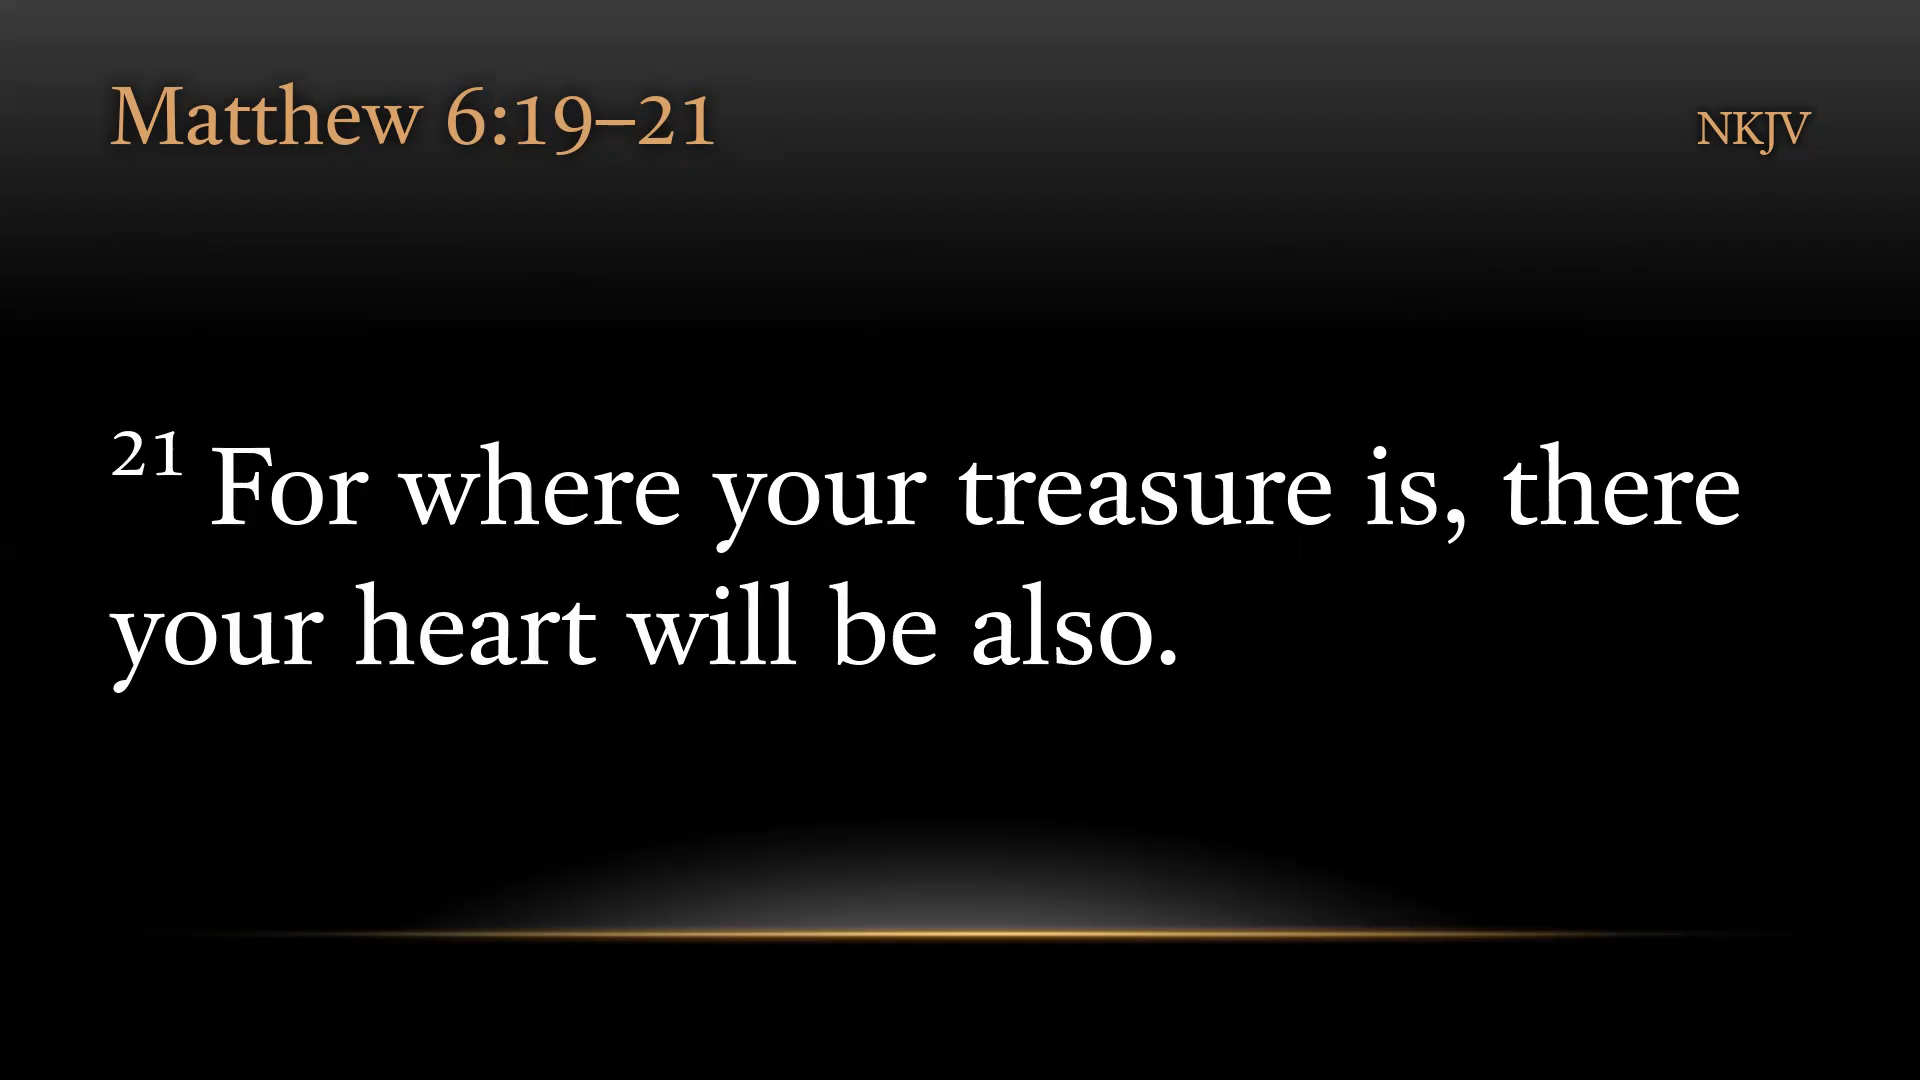 Matthew 6:19–21
NKJV
21 For where your treasure is, there
your heart will be also.